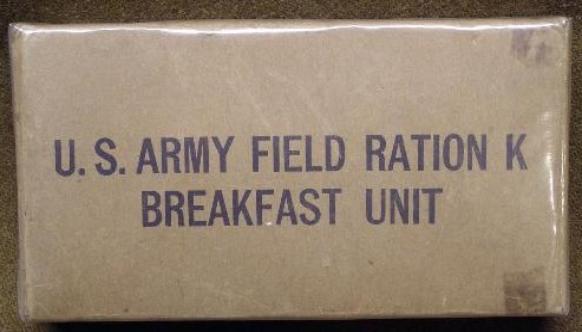 U. S. ARMY FIELD RATION K
BREAKFAST UNIT